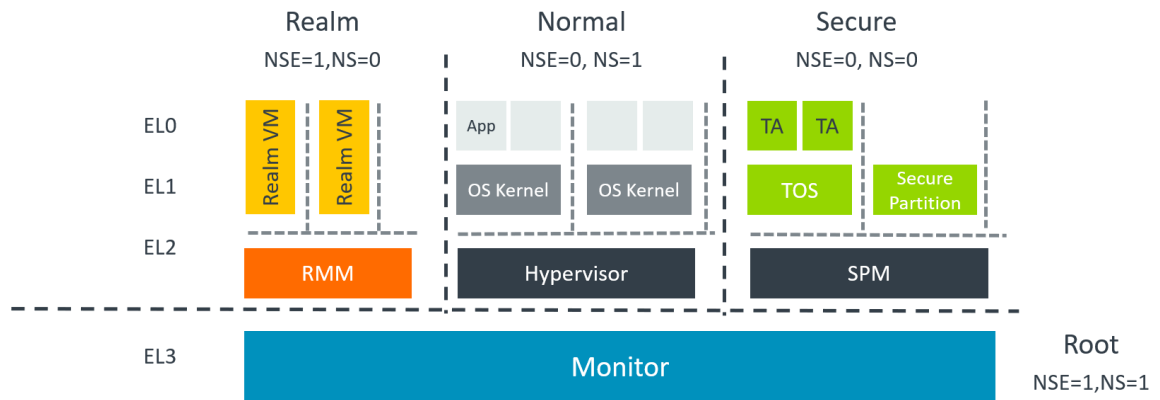 Realm
Normal
Secure
NSE=1,NS=0
NSE=0, NS=1
NSE=0, NS=0
EL0
Realm VM
Realm VM
App
TA
TA
EL1
OS Kernel
OS Kernel
TOS
Secure
Partition
EL2
RMM
Hypervisor
SPM
EL3
Monitor
Root
NSE=1,NS=1